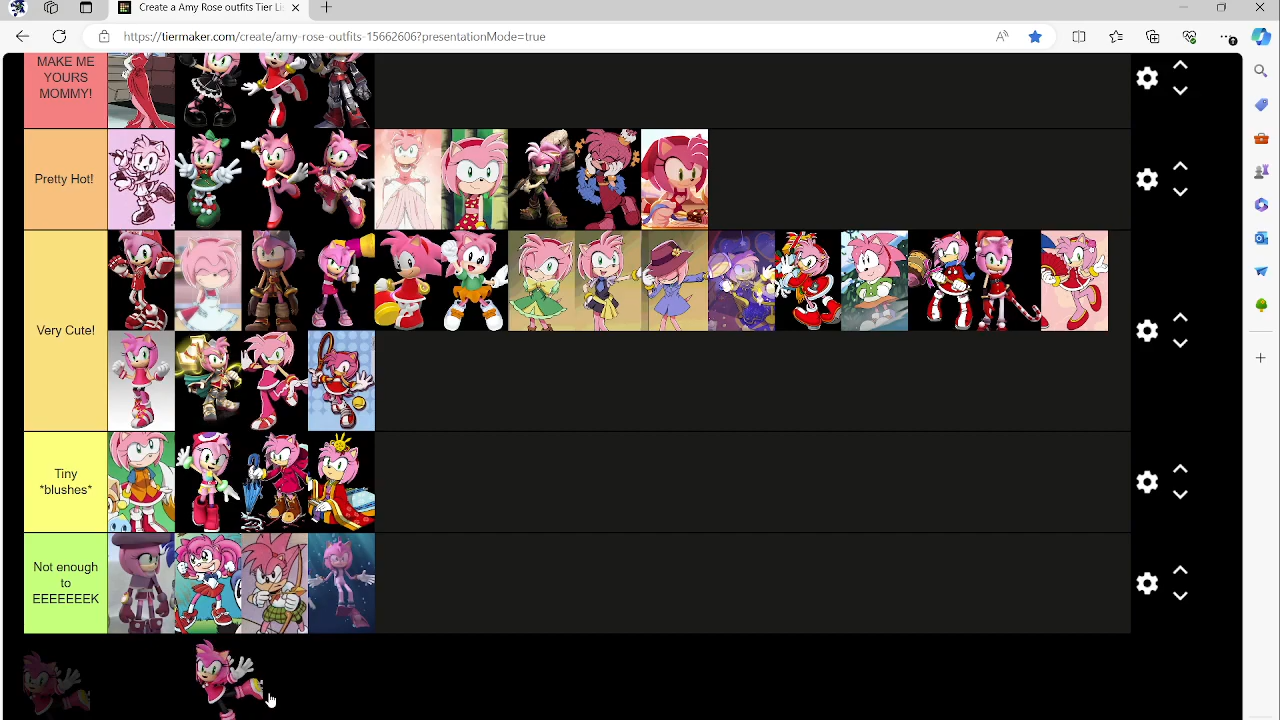 Create a Amy Rose outfits Tier Lis
https://tiermaker.com/create/amy-rose-outfits-15662606?presentationMode=true
MAKE ME
YOURS
MOMMY!
Pretty Hot!
Very Cute!
Tiny
*blushes*
Not enough
to
EEEEEEEK